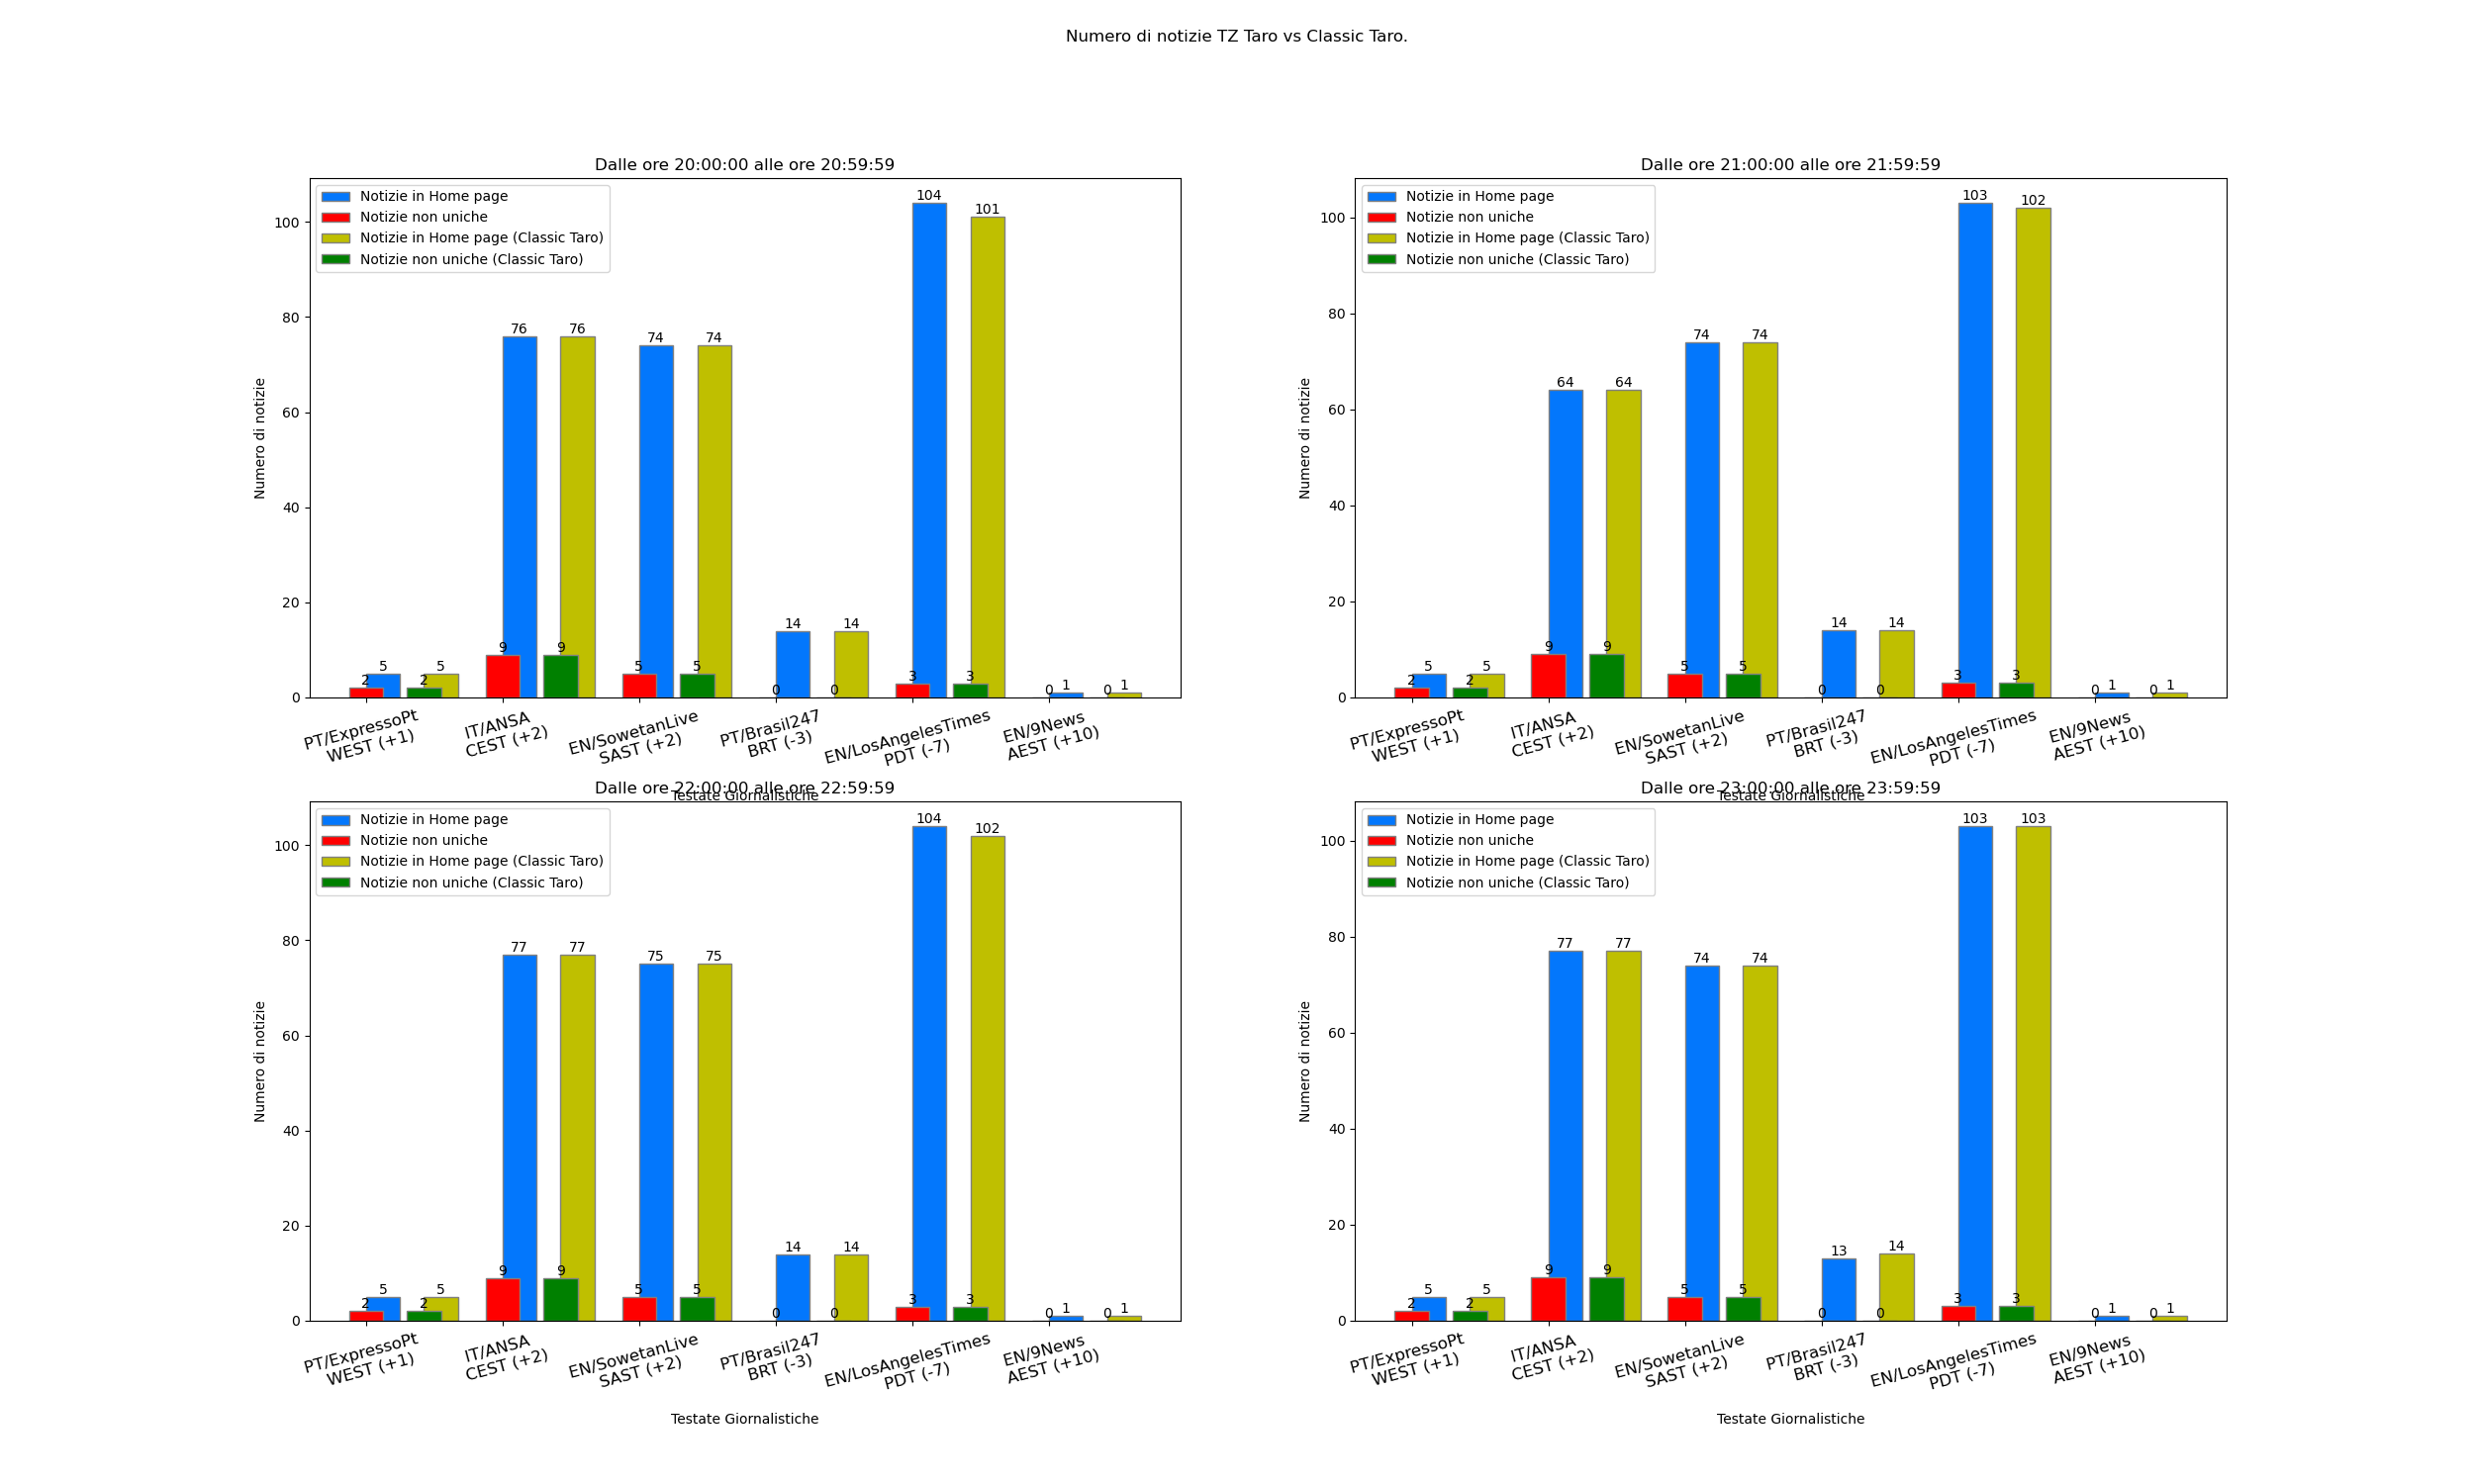 Numero di notizie TZ Taro vs Classic Taro.
Dalle ore 20:00:00 alle ore 20:59:59
Notizie in Home page
Notizie non uniche
Notizie in Home page (Classic Taro)
Notizie non uniche (Classic Taro)
Numero di notizie
100
80
60
40
20
0
5
2
5
2
76
9
76
9
74
5
74
5
14
0
14
0
104
3
101
3
1
0
1
0
PT/ExpressoPt
WEST (+1)
IT/ANSA
CEST (+2)
EN/SowetanLive
SAST (+2)
PT/Brasil247
BRT (-3)
EN/LosAngelesTimes
PDT (-7)
EN/9News
AEST (+10)
Testate Giornalistiche
Dalle ore 21:00:00 alle ore 21:59:59
Notizie in Home page
Notizie non uniche
Notizie in Home page (Classic Taro)
Notizie non uniche (Classic Taro)
Numero di notizie
100
80
60
40
20
0
5
2
5
2
64
9
64
9
74
5
74
5
14
0
14
0
103
3
102
3
1
0
1
0
PT/ExpressoPt
WEST (+1)
IT/ANSA
CEST (+2)
EN/SowetanLive
SAST (+2)
PT/Brasil247
BRT (-3)
EN/LosAngelesTimes
PDT (-7)
EN/9News
AEST (+10)
Testate Giornalistiche
Dalle ore 22:00:00 alle ore 22:59:59
Notizie in Home page
Notizie non uniche
Notizie in Home page (Classic Taro)
Notizie non uniche (Classic Taro)
Numero di notizie
100
80
60
40
20
0
5
2
5
2
77
9
77
9
75
5
75
5
14
0
14
0
104
3
102
3
1
0
1
0
PT/ExpressoPt
WEST (+1)
IT/ANSA
CEST (+2)
EN/SowetanLive
SAST (+2)
PT/Brasil247
BRT (-3)
EN/LosAngelesTimes
PDT (-7)
EN/9News
AEST (+10)
Testate Giornalistiche
Dalle ore 23:00:00 alle ore 23:59:59
Notizie in Home page
Notizie non uniche
Notizie in Home page (Classic Taro)
Notizie non uniche (Classic Taro)
Numero di notizie
100
80
60
40
20
0
5
2
5
2
77
9
77
9
74
5
74
5
13
0
14
0
103
3
103
3
1
0
1
0
PT/ExpressoPt
WEST (+1)
IT/ANSA
CEST (+2)
EN/SowetanLive
SAST (+2)
PT/Brasil247
BRT (-3)
EN/LosAngelesTimes
PDT (-7)
EN/9News
AEST (+10)
Testate Giornalistiche